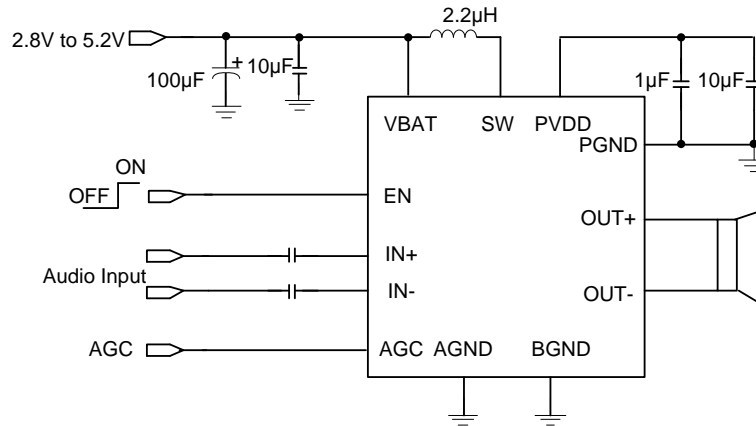 2.2μH
2.8V to 5.2V
100μF
+
10μF
1μF
10μF
VBAT
SW
PVDD
PGND
ON
OFF
EN
OUT+
IN+
Audio Input
IN-
OUT-
AGC
AGC
AGND
BGND